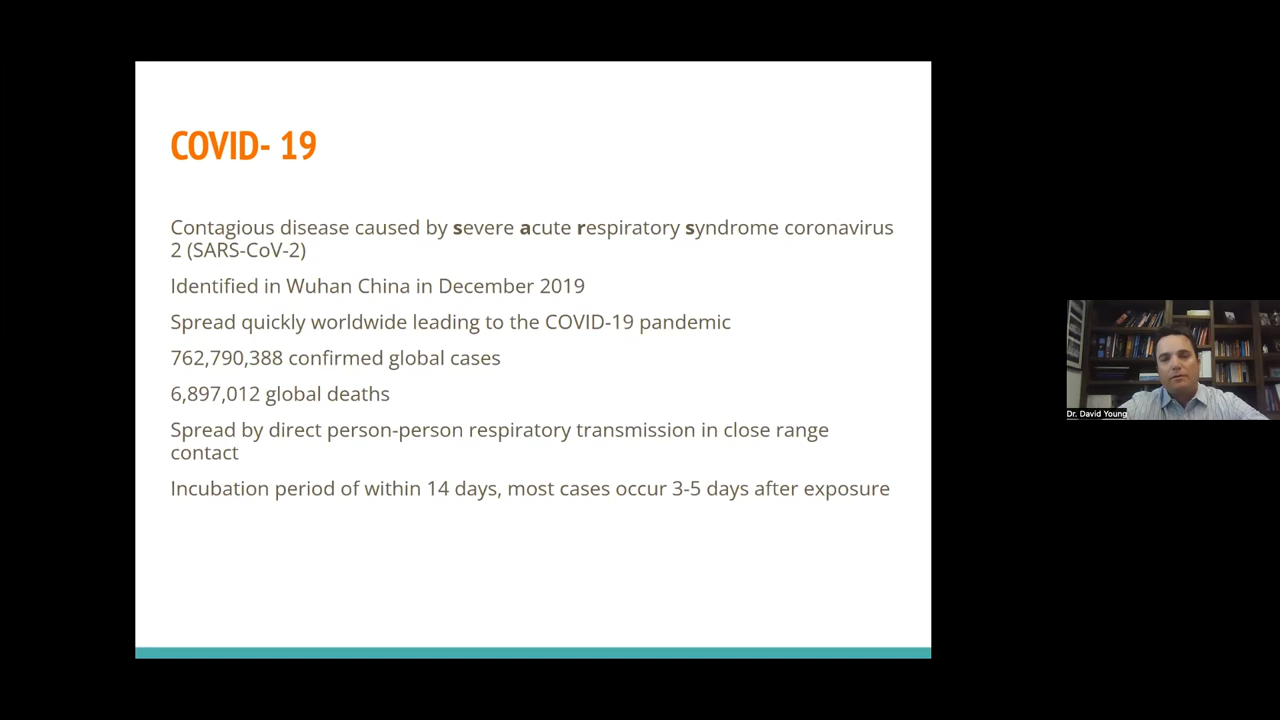 COVID- 19
Contagious disease caused by severe acute respiratory syndrome coronavirus
2 (SARS-CoV-2)
Identified in Wuhan China in December 2019
Spread quickly worldwide leading to the COVID-19 pandemic
762,790,388 confirmed global cases
6,897,012 global deaths
Spread by direct person-person respiratory transmission in close range
contact
Incubation period of within 14 days, most cases occur 3-5 days after exposure
Dr. David Young